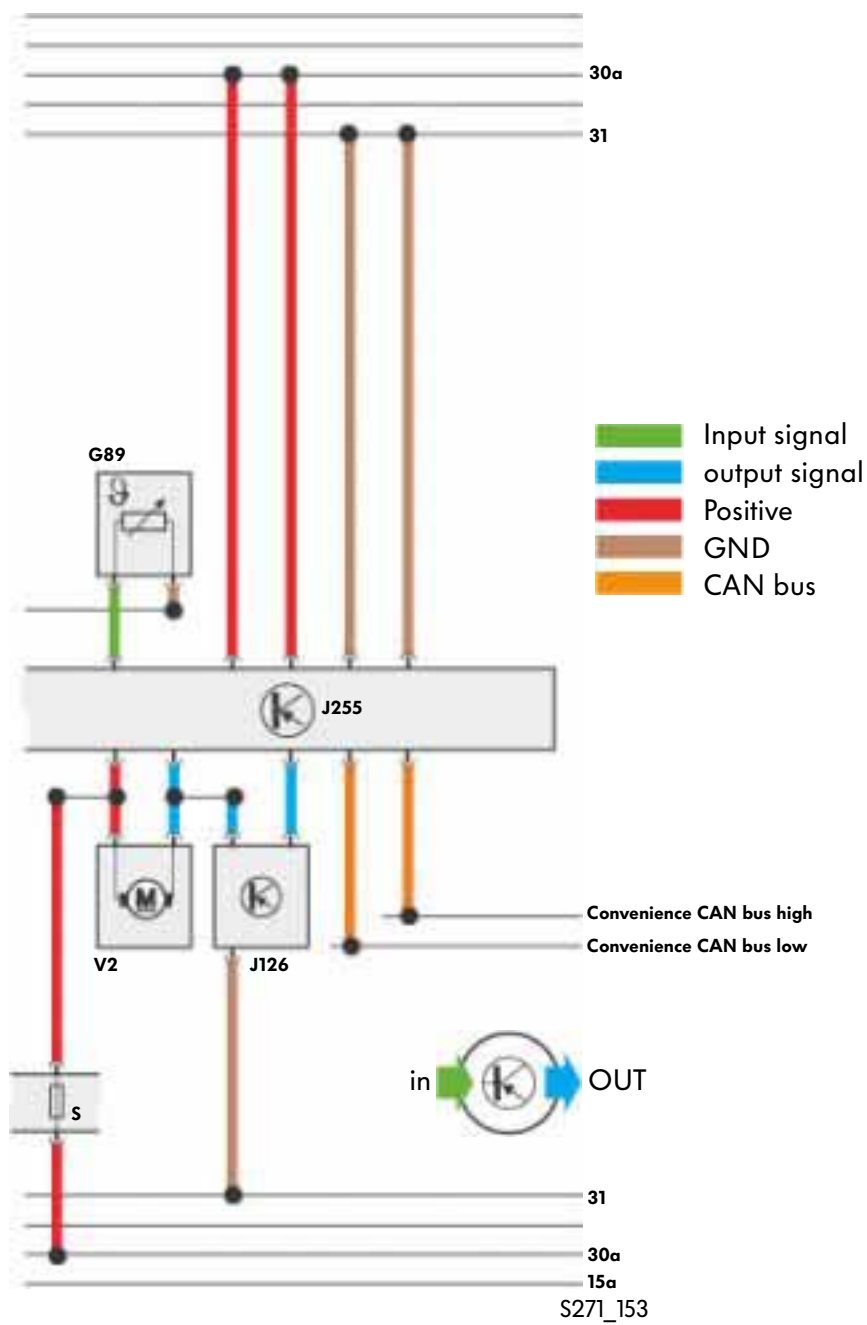 30a
31
G89
ϑ
Input signal
output signal
Positive
GND
CAN bus
J255
M
Convenience CAN bus high
Convenience CAN bus low
V2
J126
in
OUT
S
31
30a
15a
S271_153